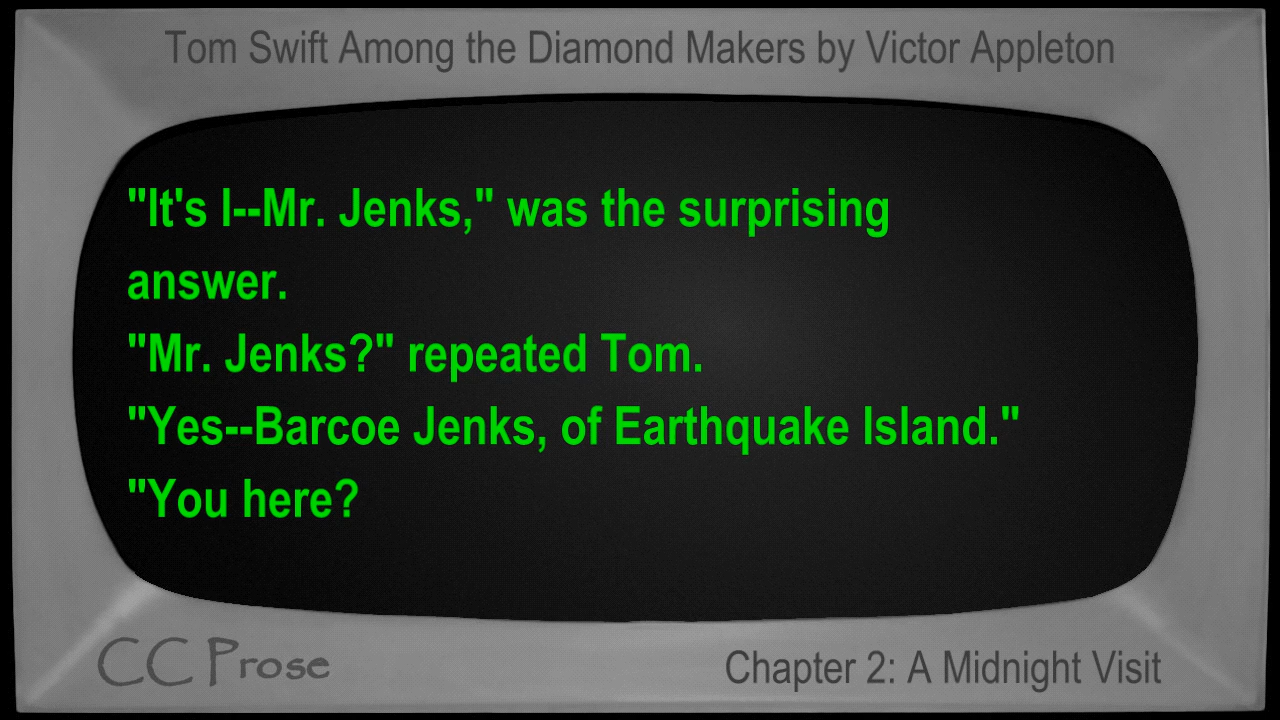 Tom Swift Among the Diamond Makers by Victor Appleton
"It's I--Mr. Jenks," was the surprising
answer.
"Mr. Jenks?" repeated Tom.
"Yes--Barcoe Jenks, of Earthquake Island."
"You here?
CC Prose
Chapter 2: A Midnight Visit